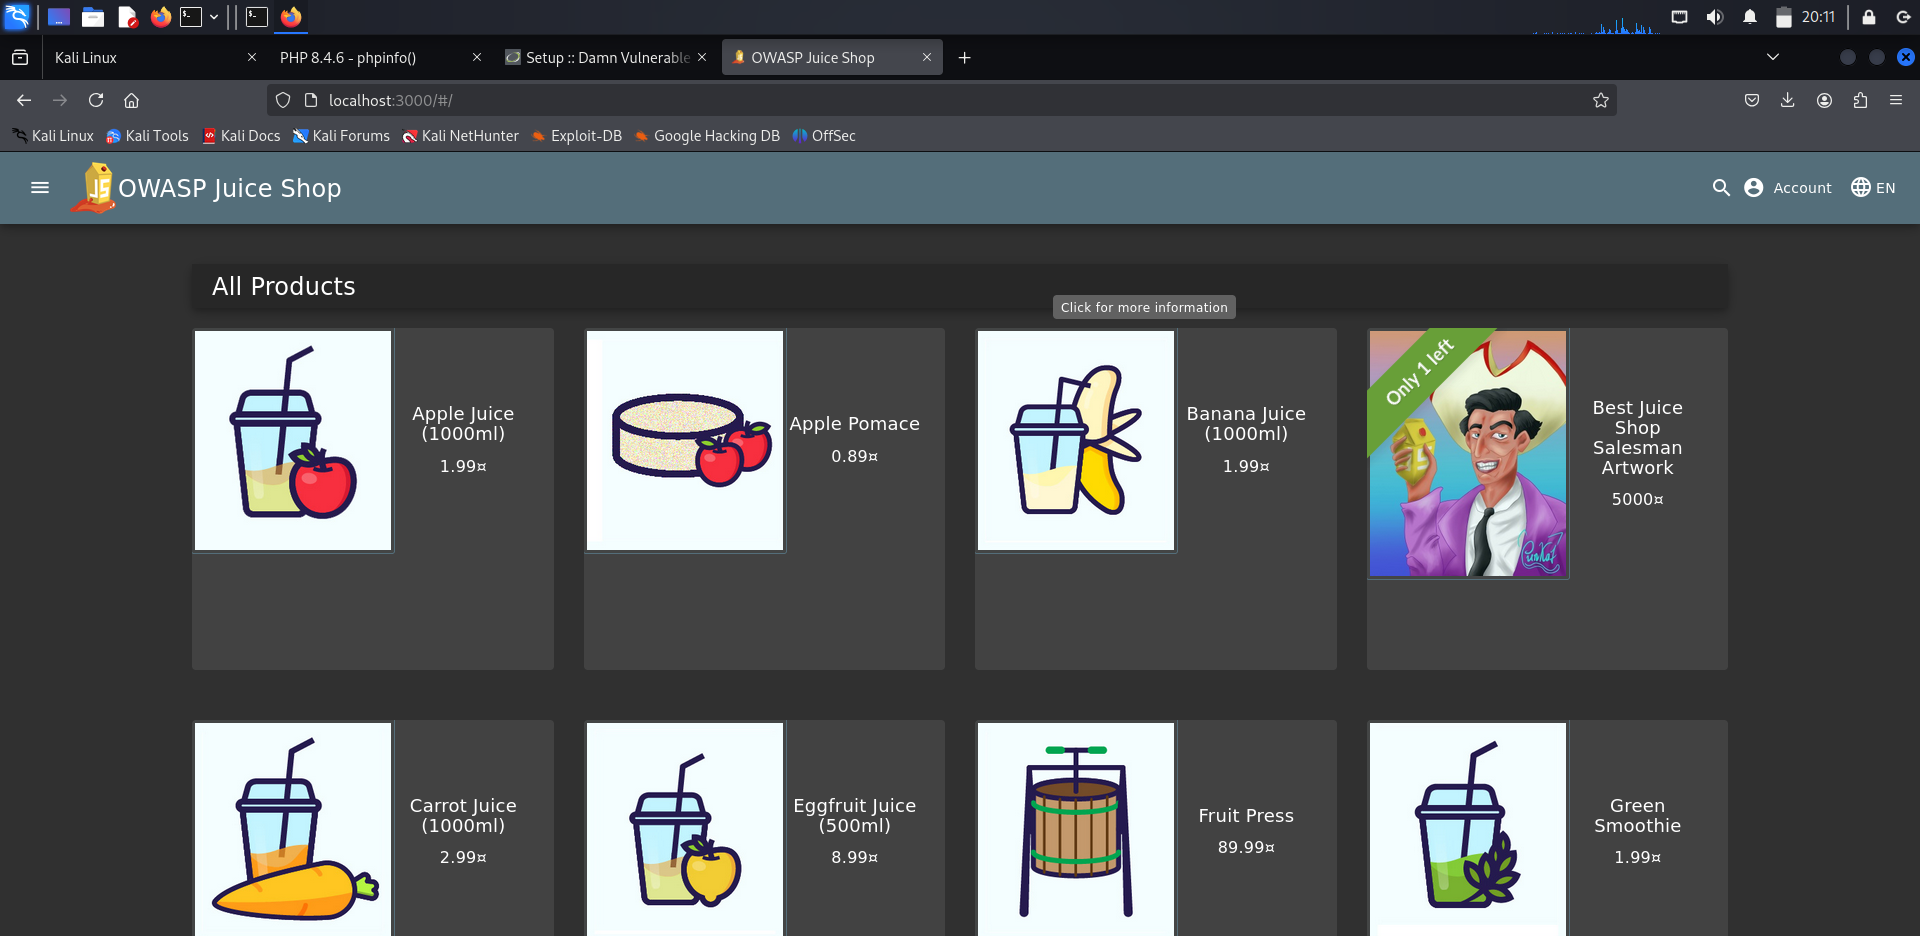 20:11
Kali Linux
PHP 8.4.6 - phpinfo()
Setup :: Damn Vulnerable
OWASP Juice Shop
localhost:3000/#/
Kali Linux
Kali Tools
Kali Docs
Kali Forums
Kali NetHunter
Exploit-DB
Google Hacking DB
OffSec
JS
OWASP Juice Shop
Account
EN
All Products
Click for more information
Apple Juice
(1000ml)
1.99¤
Apple Pomace
0.89¤
Banana Juice
(1000ml)
1.99¤
Only 1 left
Best Juice
Shop
Salesman
Artwork
5000¤
Carrot Juice
(1000ml)
2.99¤
Eggfruit Juice
(500ml)
8.99¤
Fruit Press
89.99¤
Green
Smoothie
1.99¤